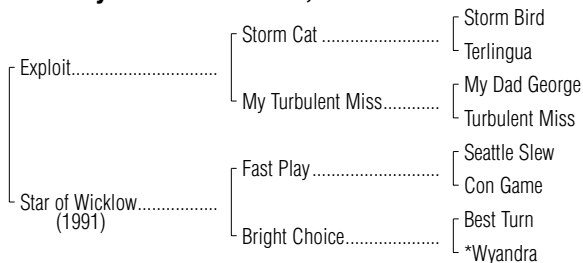 Storm Bird
Storm Cat ........................
Terlingua
Exploit..............................
My Dad George
My Turbulent Miss............
Turbulent Miss
Seattle Slew
Fast Play ..........................
Con Game
Star of Wicklow.................
(1991)
Best Turn
Bright Choice....................
*Wyandra